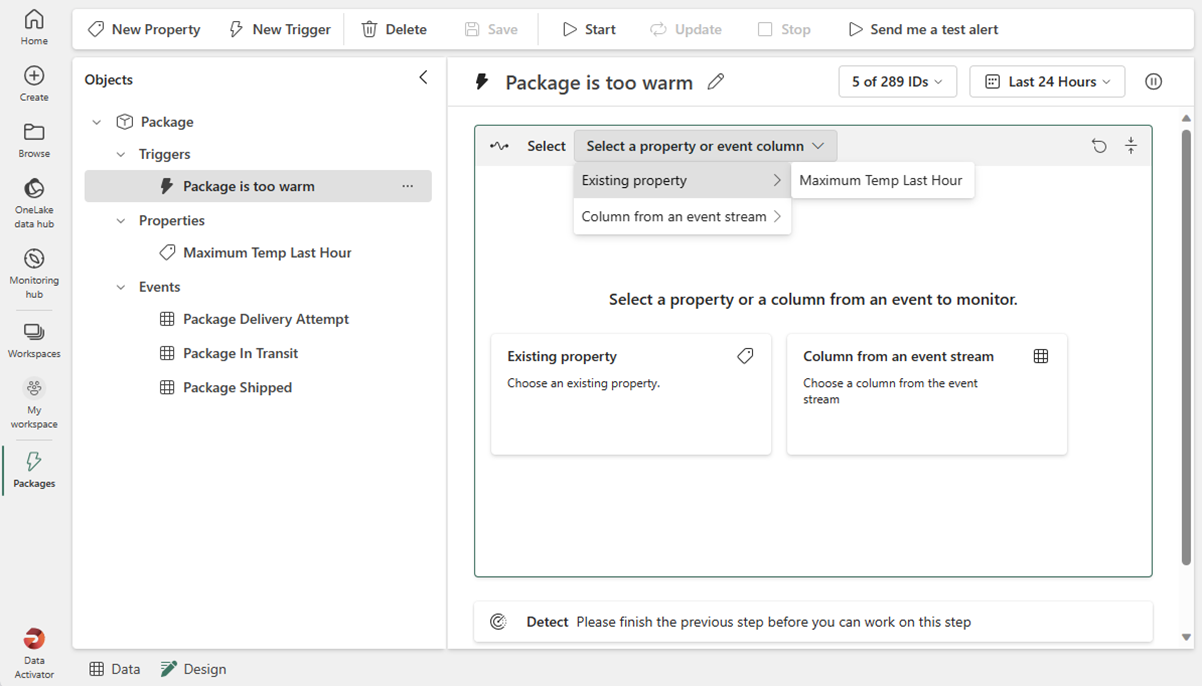 Home
Create
Browse
OneLake
data hub
Monitoring
hub
Workspaces
My
workspace
Packages
Data
Activator
New Property
New Trigger
Delete
Save
Start
Update
Stop
Send me a test alert
Objects
Package
Triggers
Package is too warm
Properties
Maximum Temp Last Hour
Events
Package Delivery Attempt
Package In Transit
Package Shipped
Package is too warm
5 of 289 IDs
Last 24 Hours
Select
Select a property or event column
Existing property
Maximum Temp Last Hour
Column from an event stream
Select a property or a column from an event to monitor.
Existing property
Choose an existing property.
Column from an event stream
Choose a column from the event
stream
Detect Please finish the previous step before you can work on this step
Data
Design